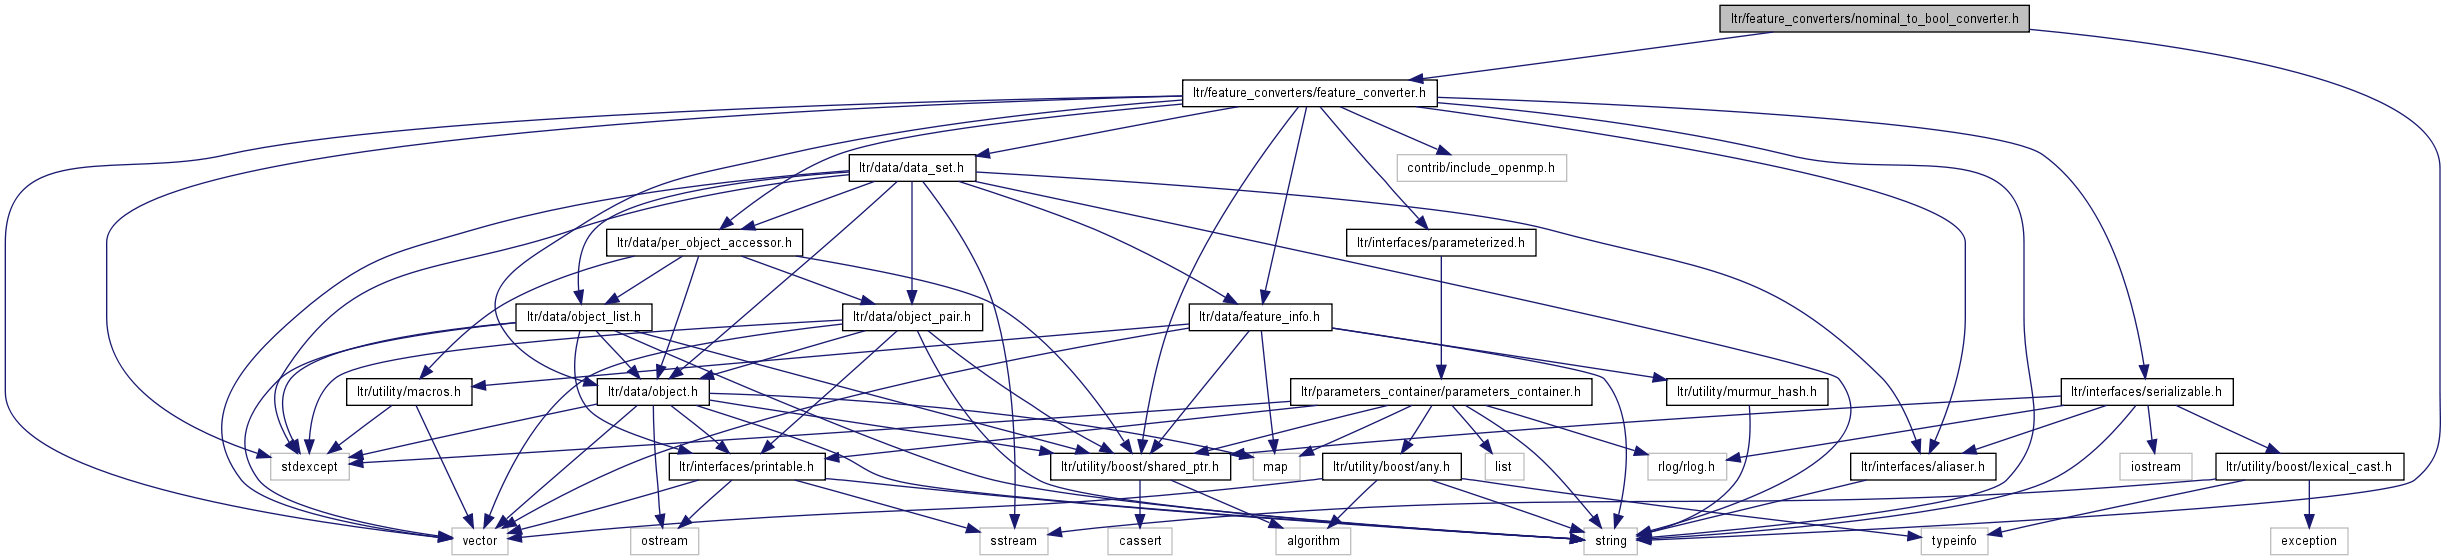 ltr/feature_converters/nominal_to_bool_converter.h
ltr/feature_converters/feature_converter.h
ltr/data/data_set.h
contrib/include_openmp.h
ltr/data/per_object_accessor.h
ltr/interfaces/parameterized.h
ltr/data/object_list.h
ltr/data/object_pair.h
ltr/data/feature_info.h
ltr/utility/macros.h
ltr/data/object.h
ltr/parameters_container/parameters_container.h
ltr/utility/murmur_hash.h
ltr/interfaces/serializable.h
stdexcept
ltr/interfaces/printable.h
ltr/utility/boost/shared_ptr.h
map
ltr/utility/boost/any.h
list
rlog/rlog.h
ltr/interfaces/aliaser.h
iostream
ltr/utility/boost/lexical_cast.h
vector
ostream
sstream
cassert
algorithm
string
typeinfo
exception